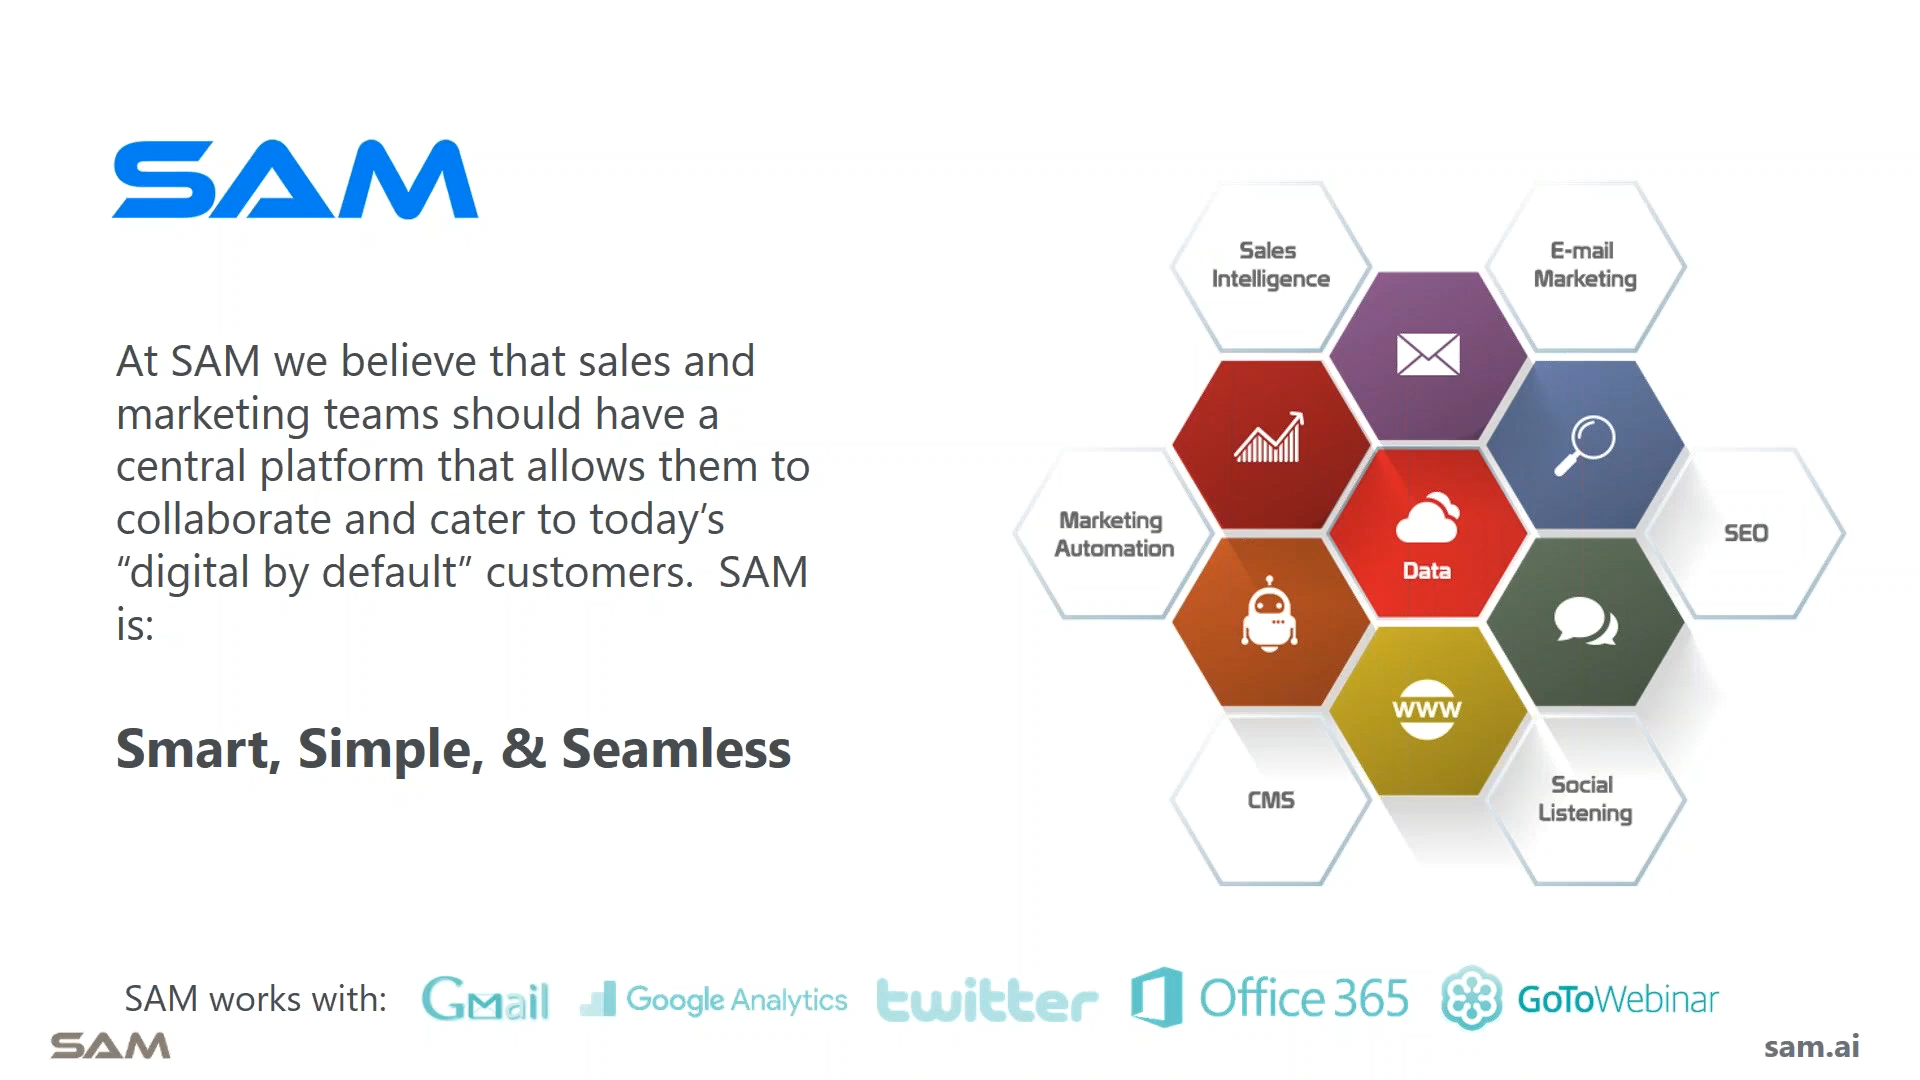 SAM
At SAM we believe that sales and
marketing teams should have a
central platform that allows them to
collaborate and cater to today’s
“digital by default” customers.  SAM
is:
Smart, Simple, & Seamless
Sales
Intelligence
E-mail
Marketing
Marketing
Automation
Data
SEO
WWW
CMS
Social
Listening
SAM works with:
Gmail
Google Analytics
twitter
Office 365
GoToWebinar
SAM
sam.ai